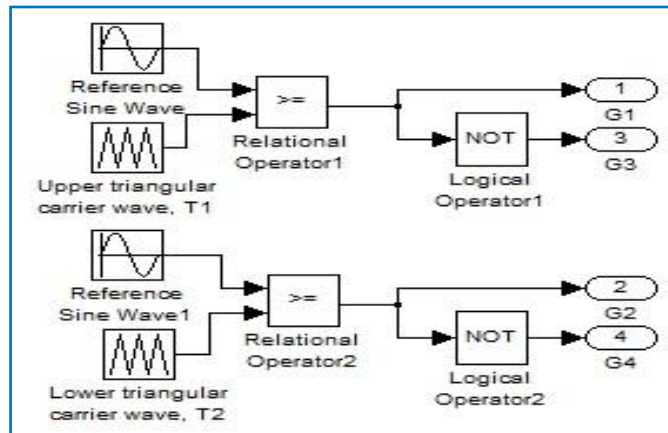 Reference
Sine Wave
Upper triangular
carrier wave, T1
>=
Relational
Operator1
NOT
Logical
Operator1
1
G1
3
G3
Reference
Sine Wave1
Lower triangular
carrier wave, T2
>=
Relational
Operator2
NOT
Logical
Operator2
2
G2
4
G4